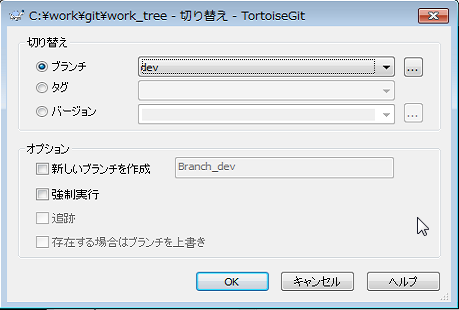 C:¥work¥git¥work_tree - 切り替え - TortoiseGit
切り替え
ブランチ
dev
...
タグ
バージョン
...
オプション
新しいブランチを作成
Branch_dev
強制実行
追跡
存在する場合はブランチを上書き
OK
キャンセル
ヘルプ